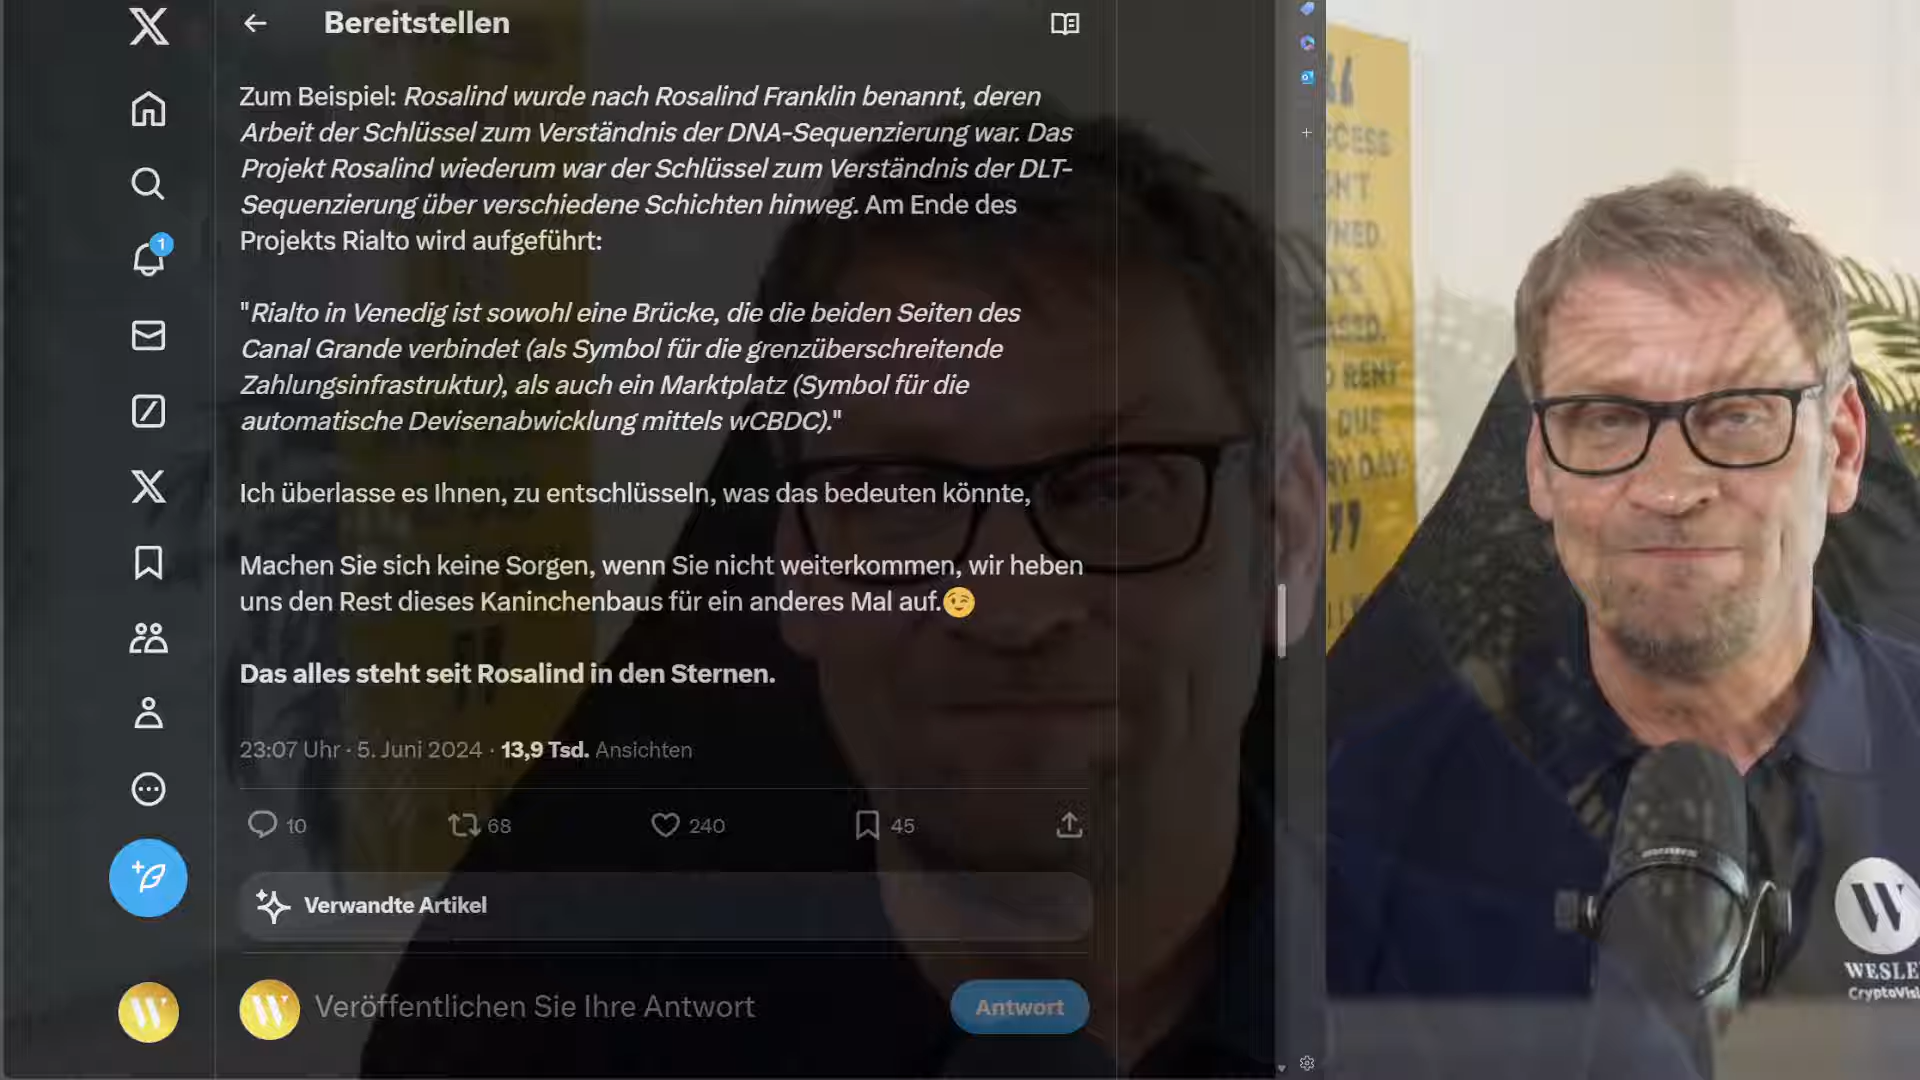 Bereitstellen
Zum Beispiel: Rosalind wurde nach Rosalind Franklin benannt, deren
Arbeit der Schlüssel zum Verständnis der DNA-Sequenzierung war. Das
Projekt Rosalind wiederum war der Schlüssel zum Verständnis der DLT-
Sequenzierung über verschiedene Schichten hinweg. Am Ende des
Projekts Rialto wird aufgeführt:
"Rialto in Venedig ist sowohl eine Brücke, die die beiden Seiten des
Canal Grande verbindet (als Symbol für die grenzüberschreitende
Zahlungsinfrastruktur), als auch ein Marktplatz (Symbol für die
automatische Devisenabwicklung mittels wCBDC)."
Ich überlasse es Ihnen, zu entschlüsseln, was das bedeuten könnte,
Machen Sie sich keine Sorgen, wenn Sie nicht weiterkommen, wir heben
uns den Rest dieses Kaninchenbaus für ein anderes Mal auf.😉
Das alles steht seit Rosalind in den Sternen.
23:07 Uhr · 5. Juni 2024 · 13,9 Tsd. Ansichten
10 68 240 45
Verwandte Artikel
Veröffentlichen Sie Ihre Antwort
Antwort
1
RENT
DUE
DAY
W
WESLE
CryptoVis